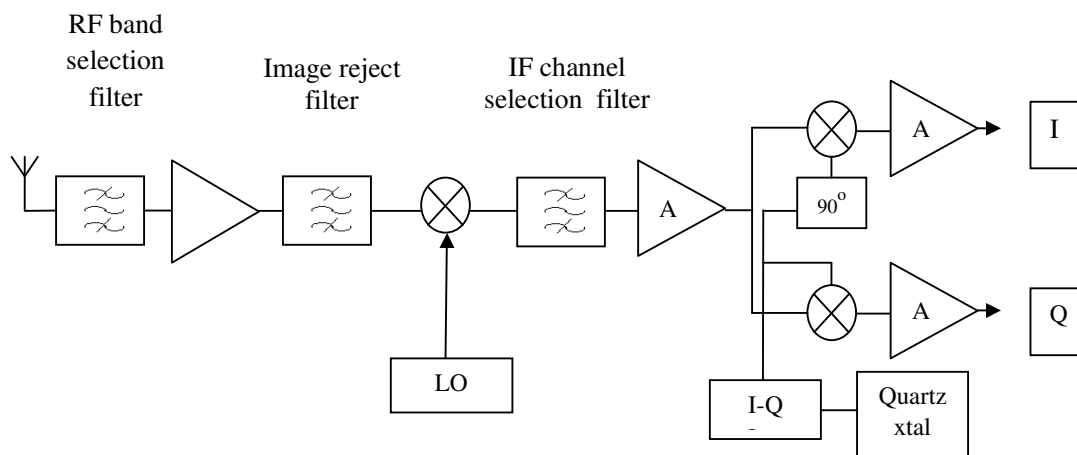 RF band
selection
filter
Image reject
filter
IF channel
selection filter
A
A
I
90°
A
Q
LO
I-Q
Quartz
xtal